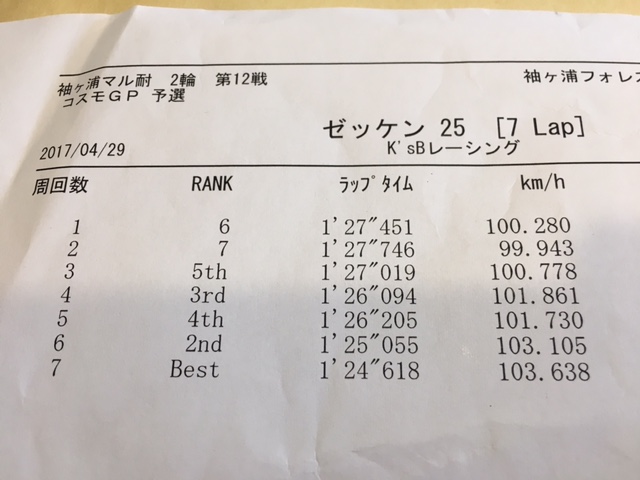 袖ヶ浦マル耐 2輪 第12戦 袖ヶ浦フォレ
コスモGP 予選
ゼッケン 25 [7 Lap]
2017/04/29 K'sBレーシング
周回数 RANK ラップタイム km/h
1 6 1'27"451 100.280
2 7 1'27"746 99.943
3 5th 1'27"019 100.778
4 3rd 1'26"094 101.861
5 4th 1'26"205 101.730
6 2nd 1'25"055 103.105
7 Best 1'24"618 103.638